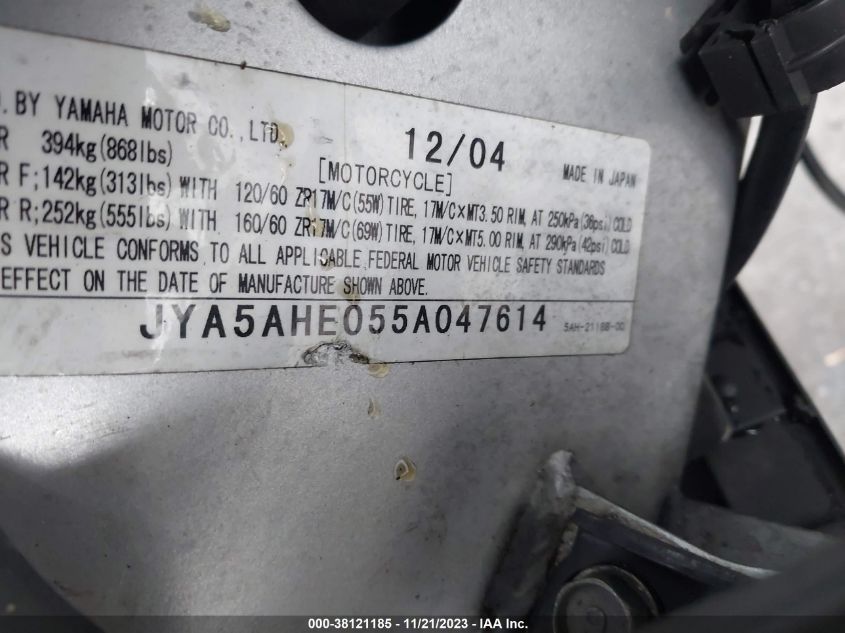 . BY YAMAHA MOTOR CO.,LTD.
12/04
R 394kg(868lbs)
[MOTORCYCLE]
MADE IN JAPAN
R F;142kg(313lbs) WITH 120/60 ZR17M/C(55W) TIRE, 17M/C×MT3.50 RIM, AT 250kPa(36psi) COLD
R R;252kg(555lbs) WITH 160/60 ZR17M/C(69W) TIRE, 17M/C×MT5.00 RIM, AT 290kPa(42psi) COLD
S VEHICLE CONFORMS TO ALL APPLICABLE FEDERAL MOTOR VEHICLE SAFETY STANDARDS
EFFECT ON THE DATE OF MANUFACTURE SHOWN ABOVE.
JYA5AHE055A047614
5AH-2118B-00
000-38121185 - 11/21/2023 - IAA Inc.